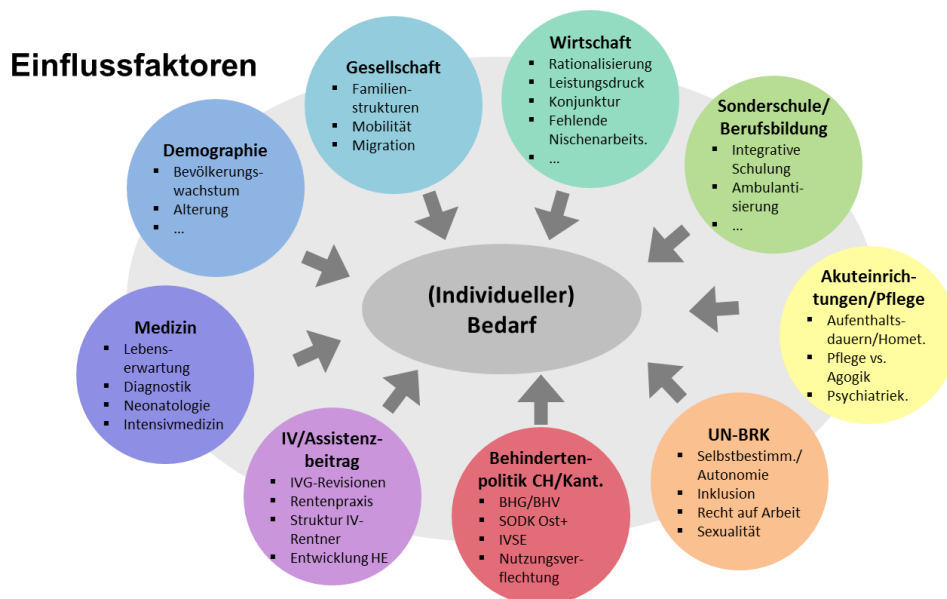 Einflussfaktoren
Gesellschaft
▪ Familien-
strukturen
▪ Mobilität
▪ Migration
Wirtschaft
▪ Rationalisierung
▪ Leistungsdruck
▪ Konjunktur
▪ Fehlende
Nischenarbeits.
▪ ...
Sonderschule/
Berufsbildung
▪ Integrative
Schulung
▪ Ambulanti-
sierung
▪ ...
Demographie
▪ Bevölkerungs-
wachstum
▪ Alterung
▪ ...
(Individueller)
Bedarf
Akuteinrich-
tungen/Pflege
▪ Aufenthalts-
dauern/Homet.
▪ Pflege vs.
Agogik
▪ Psychiatriek.
Medizin
▪ Lebens-
erwartung
▪ Diagnostik
▪ Neonatologie
▪ Intensivmedizin
IV/Assistenz-
beitrag
▪ IVG-Revisionen
▪ Rentenpraxis
▪ Struktur IV-
Rentner
▪ Entwicklung HE
Behinderten-
politik CH/Kant.
▪ BHG/BHV
▪ SODK Ost+
▪ IVSE
▪ Nutzungsver-
flechtung
UN-BRK
▪ Selbstbestimm./
Autonomie
▪ Inklusion
▪ Recht auf Arbeit
▪ Sexualität